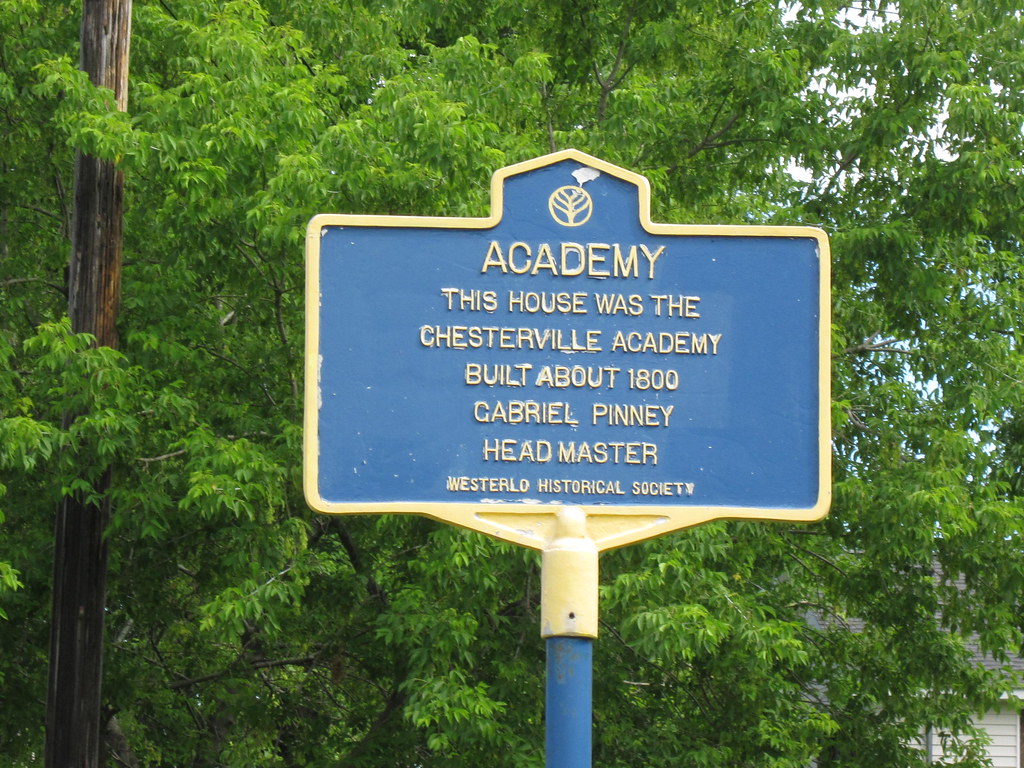 ACADEMY
THIS HOUSE WAS THE
CHESTERVILLE ACADEMY
BUILT ABOUT 1800
GABRIEL PINNEY
HEAD MASTER
WESTERLO HISTORICAL SOCIETY